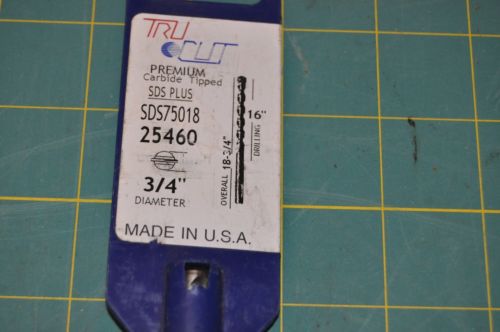 TRU
CUT
PREMIUM
Carbide Tipped
SDS PLUS
SDS75018
25460
3/4"
DIAMETER
OVERALL 18-3/4"
16"
DRILLING
MADE IN U.S.A.